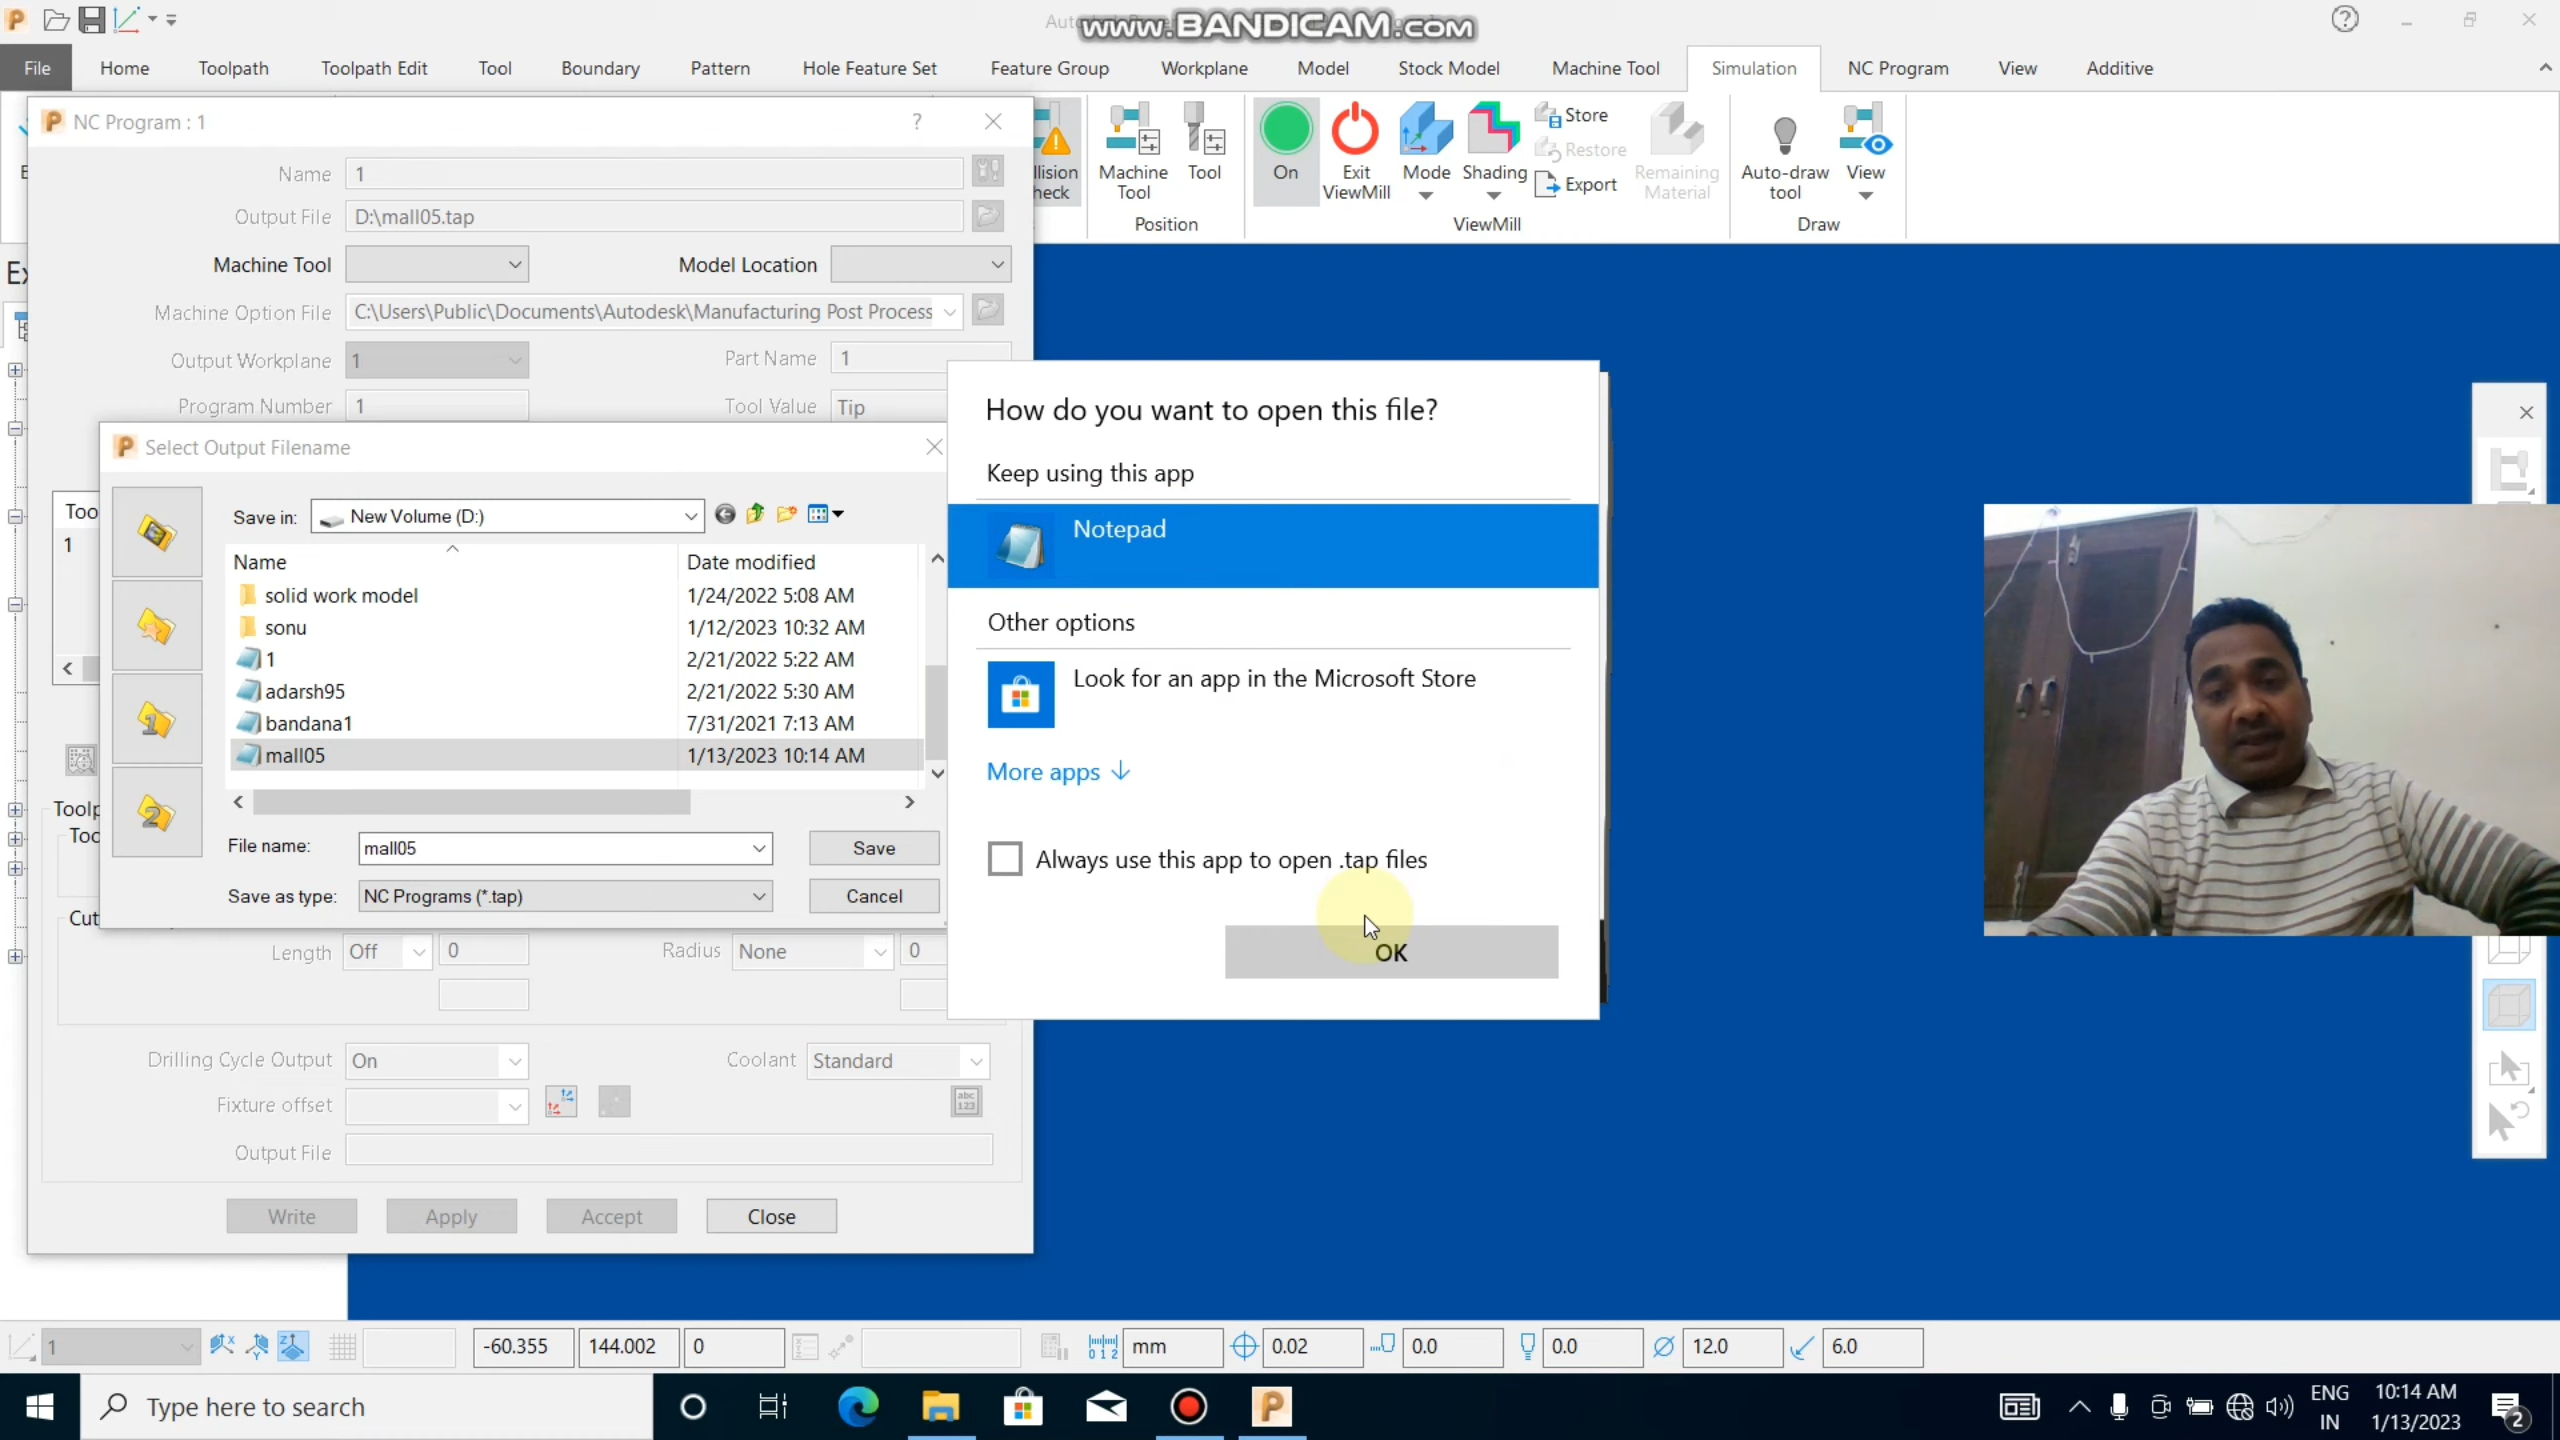 www.BANDICAM.com
File Home Toolpath Toolpath Edit Tool Boundary Pattern Hole Feature Set Feature Group Workplane Model Stock Model Machine Tool Simulation NC Program View Additive
NC Program : 1 ?
Name 1
Output File D:\mall05.tap
Machine Tool Model Location
Machine Option File C:\Users\Public\Documents\Autodesk\Manufacturing Post Process
Output Workplane 1 Part Name 1
Program Number 1 Tool Value Tip
Machine Tool
Tool
Position
On
Exit ViewMill
Mode
Shading
Store
Restore
Export
Remaining Material
ViewMill
Auto-draw tool
View
Draw
Select Output Filename
Save in: New Volume (D:)
Name Date modified
solid work model 1/24/2022 5:08 AM
sonu 1/12/2023 10:32 AM
1 2/21/2022 5:22 AM
adarsh95 2/21/2022 5:30 AM
bandana1 7/31/2021 7:13 AM
mall05 1/13/2023 10:14 AM
File name: mall05 Save
Save as type: NC Programs (*.tap) Cancel
How do you want to open this file?
Keep using this app
Notepad
Other options
Look for an app in the Microsoft Store
More apps
Always use this app to open .tap files
OK
Too
1
Toolp
Too
Cut
Length Off 0 Radius None 0
Drilling Cycle Output On Coolant Standard
Fixture offset
abc
123
Output File
Write Apply Accept Close
1 -60.355 144.002 0 mm 0.02 0.0 0.0 12.0 6.0
Type here to search
ENG
IN
10:14 AM
1/13/2023
2